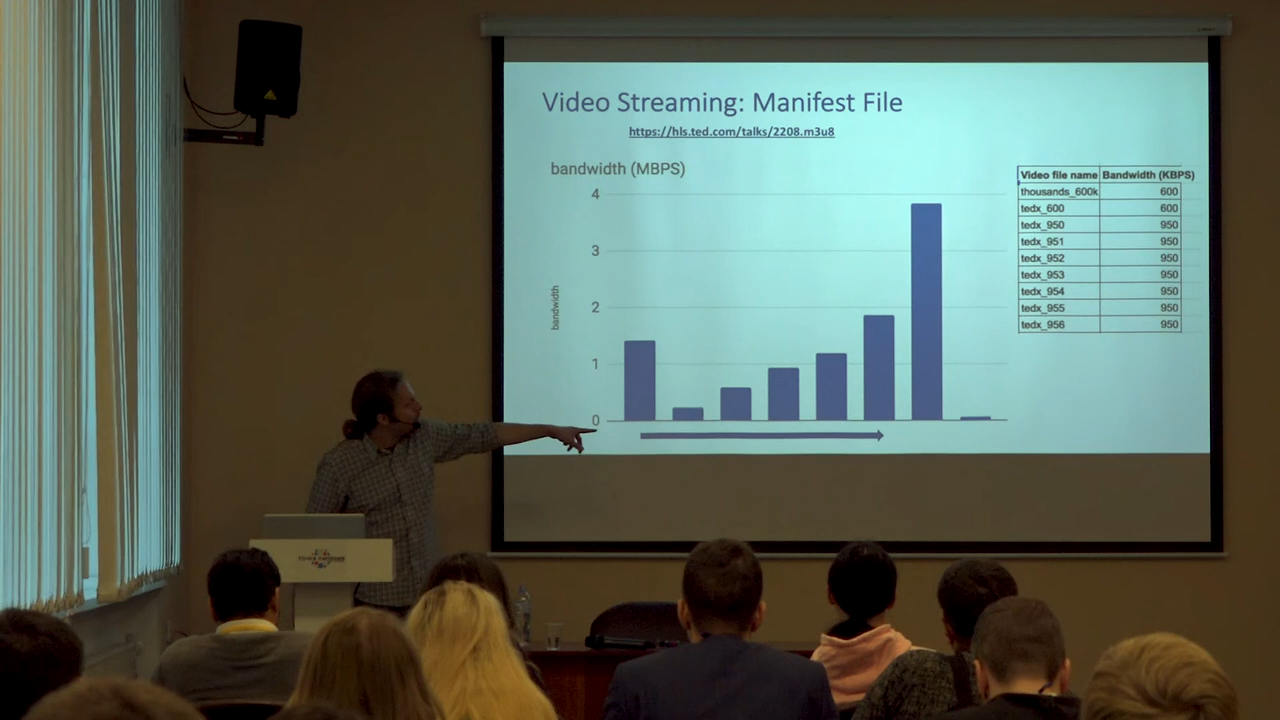 Video Streaming: Manifest File
https://hls.ted.com/talks/2208.m3u8
bandwidth (MBPS)
4
3
2
1
0
bandwidth
Video file name Bandwidth (KBPS)
thousands_600k 600
tedx_600 600
tedx_950 950
tedx_951 950
tedx_952 950
tedx_953 950
tedx_954 950
tedx_955 950
tedx_956 950